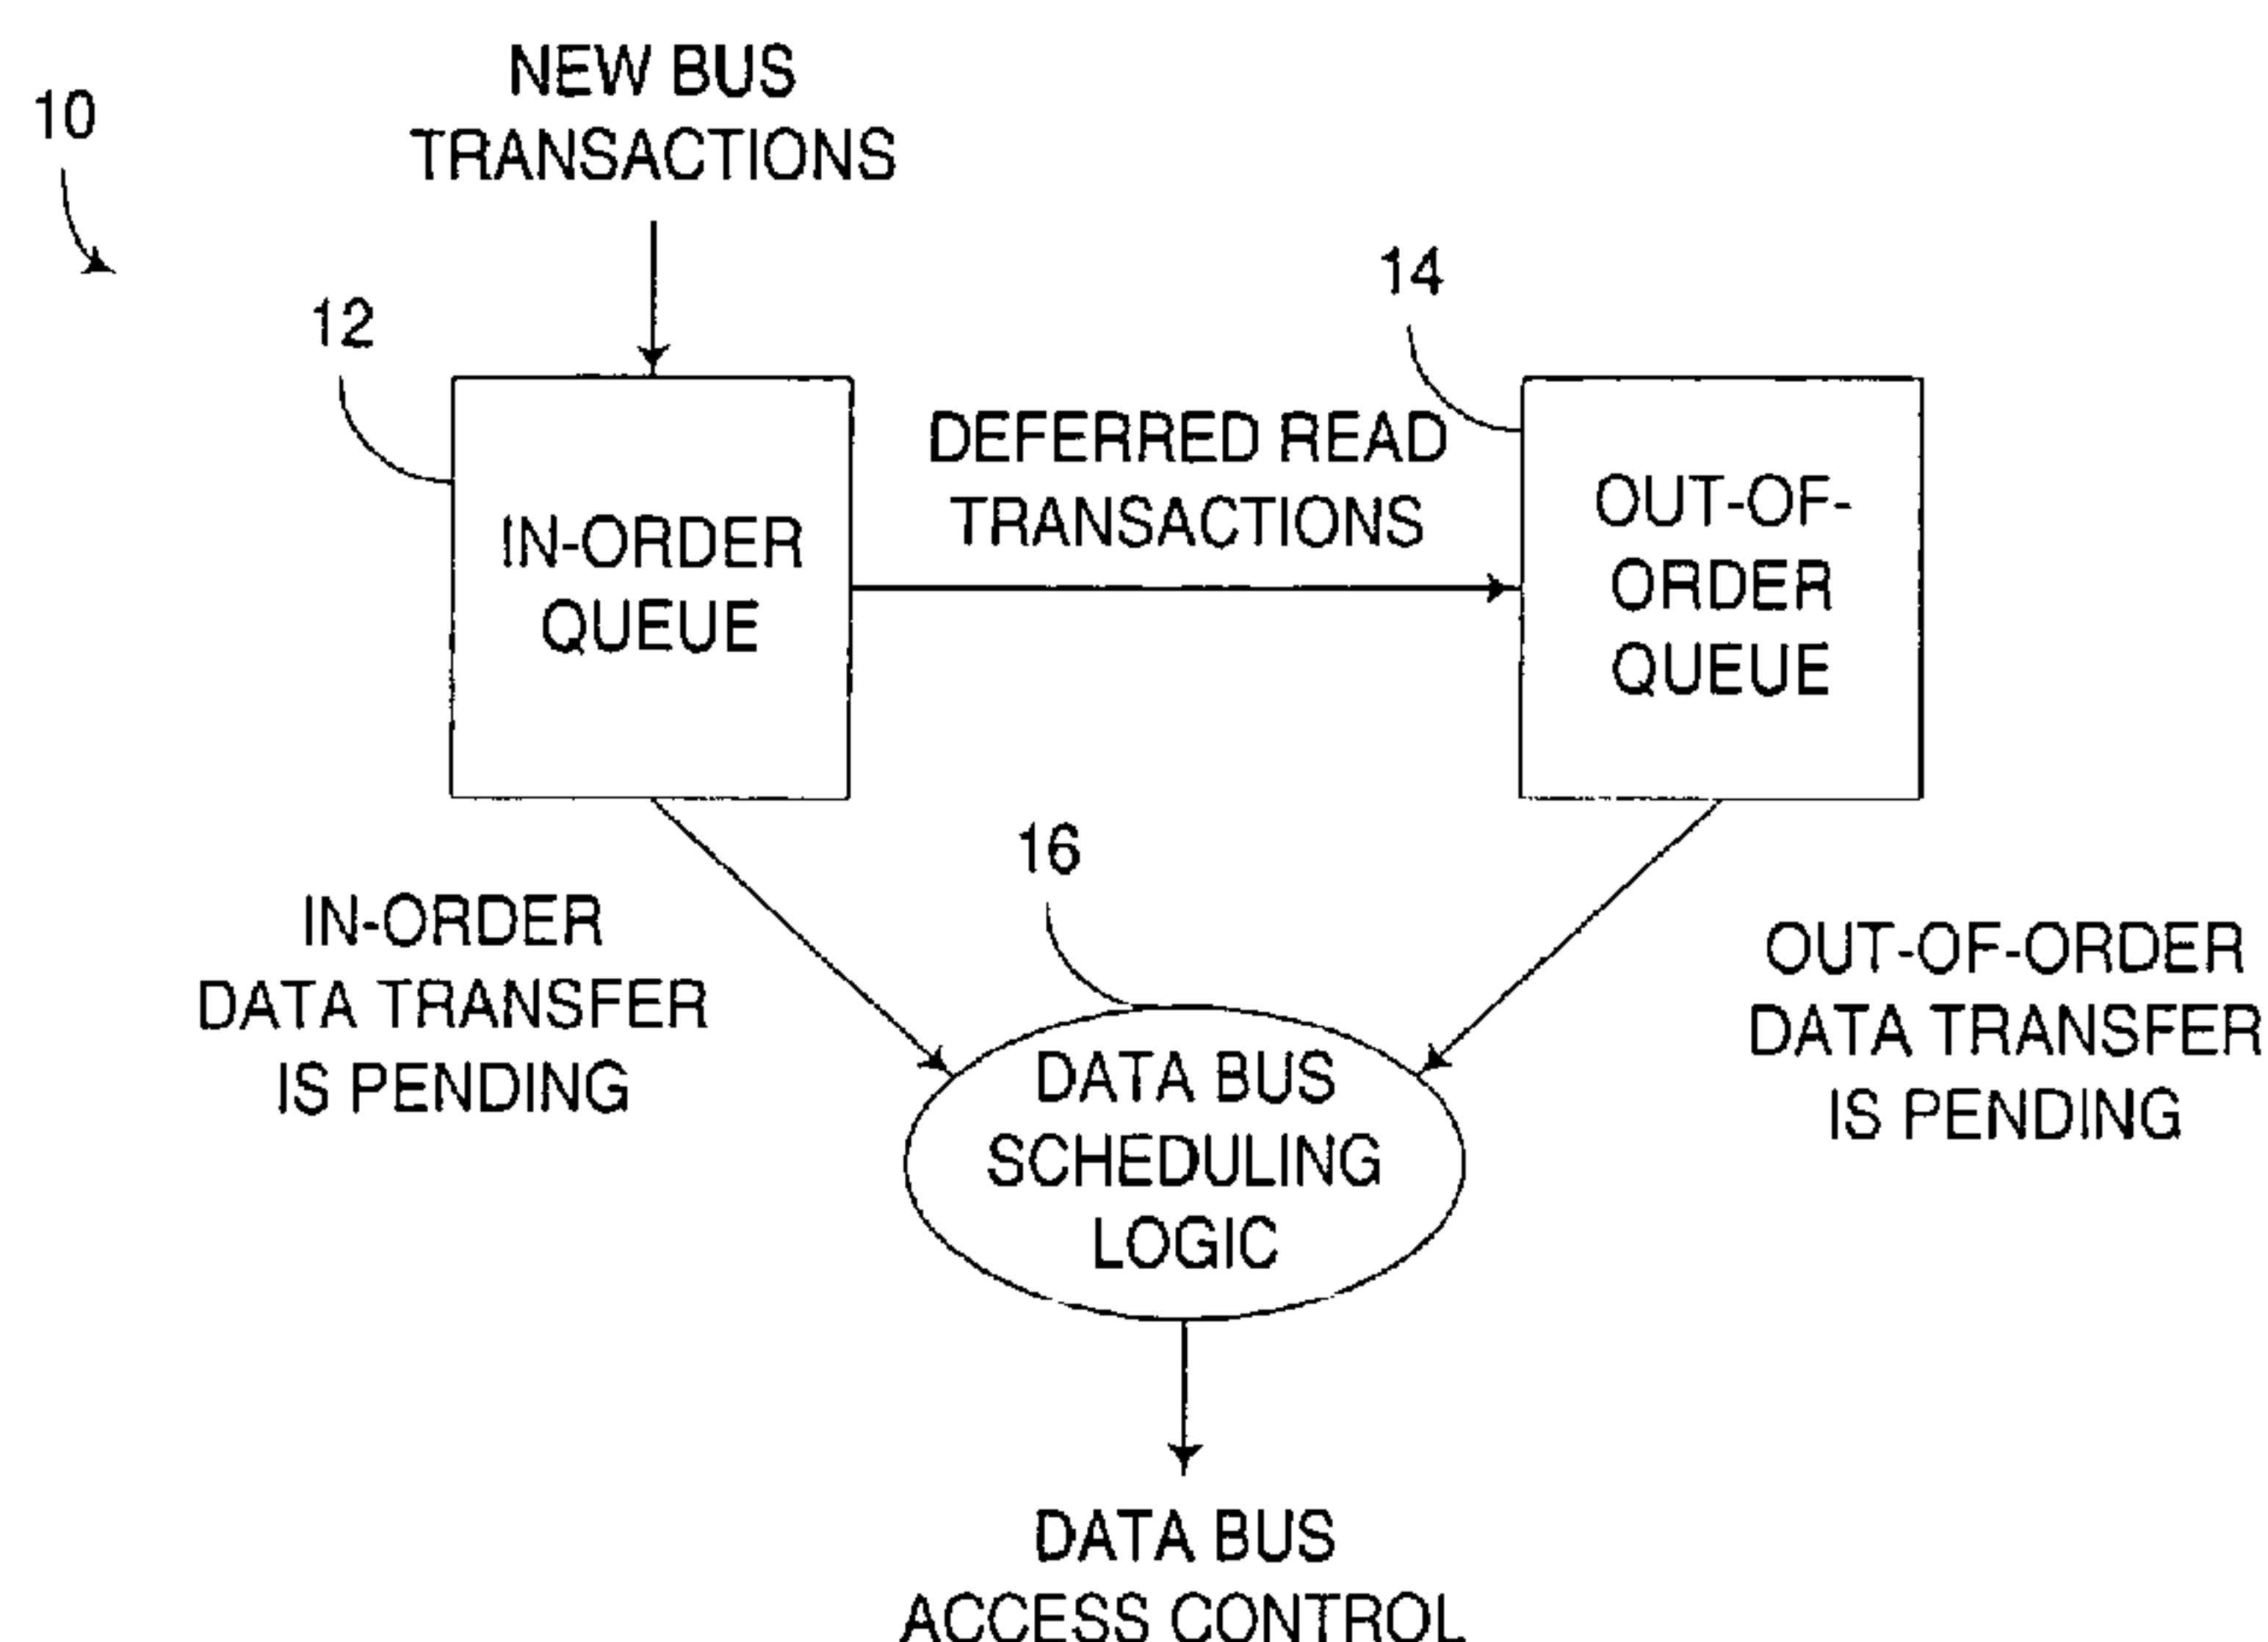 NEW BUS
TRANSACTIONS
10
12
14
IN-ORDER
QUEUE
DEFERRED READ
TRANSACTIONS
OUT-OF-
ORDER
QUEUE
16
IN-ORDER
DATA TRANSFER
IS PENDING
OUT-OF-ORDER
DATA TRANSFER
IS PENDING
DATA BUS
SCHEDULING
LOGIC
DATA BUS
ACCESS CONTROL